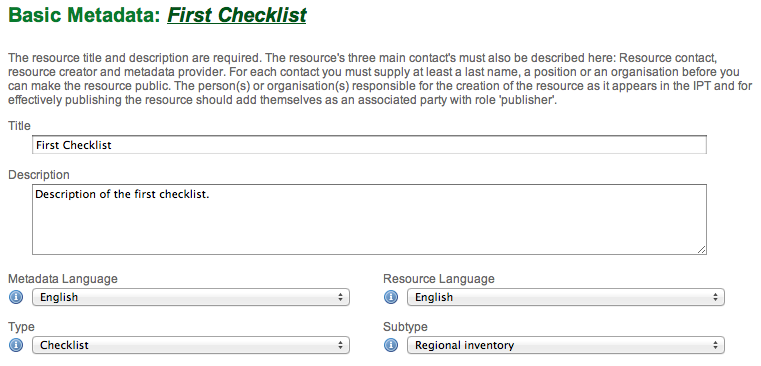 Basic Metadata: First Checklist
The resource title and description are required. The resource's three main contact's must also be described here: Resource contact,
resource creator and metadata provider. For each contact you must supply at least a last name, a position or an organisation before you
can make the resource public. The person(s) or organisation(s) responsible for the creation of the resource as it appears in the IPT and for
effectively publishing the resource should add themselves as an associated party with role 'publisher'.
Title
First Checklist
Description
Description of the first checklist.
Metadata Language
Resource Language
English
English
Type
Subtype
Checklist
Regional inventory